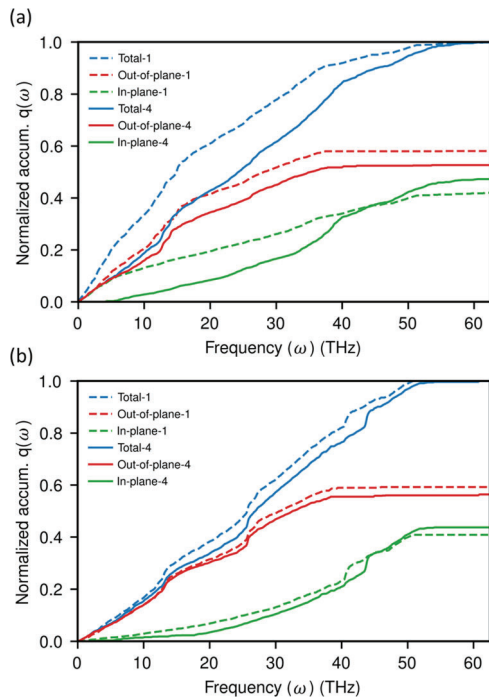 (a)
1.0
0.8
0.6
0.4
0.2
0.0
Normalized accum. q(ω)
Total-1
Out-of-plane-1
In-plane-1
Total-4
Out-of-plane-4
In-plane-4
0 10 20 30 40 50 60
Frequency (ω) (THz)
(b)
1.0
0.8
0.6
0.4
0.2
0.0
Normalized accum. q(ω)
Total-1
Out-of-plane-1
In-plane-1
Total-4
Out-of-plane-4
In-plane-4
0 10 20 30 40 50 60
Frequency (ω) (THz)